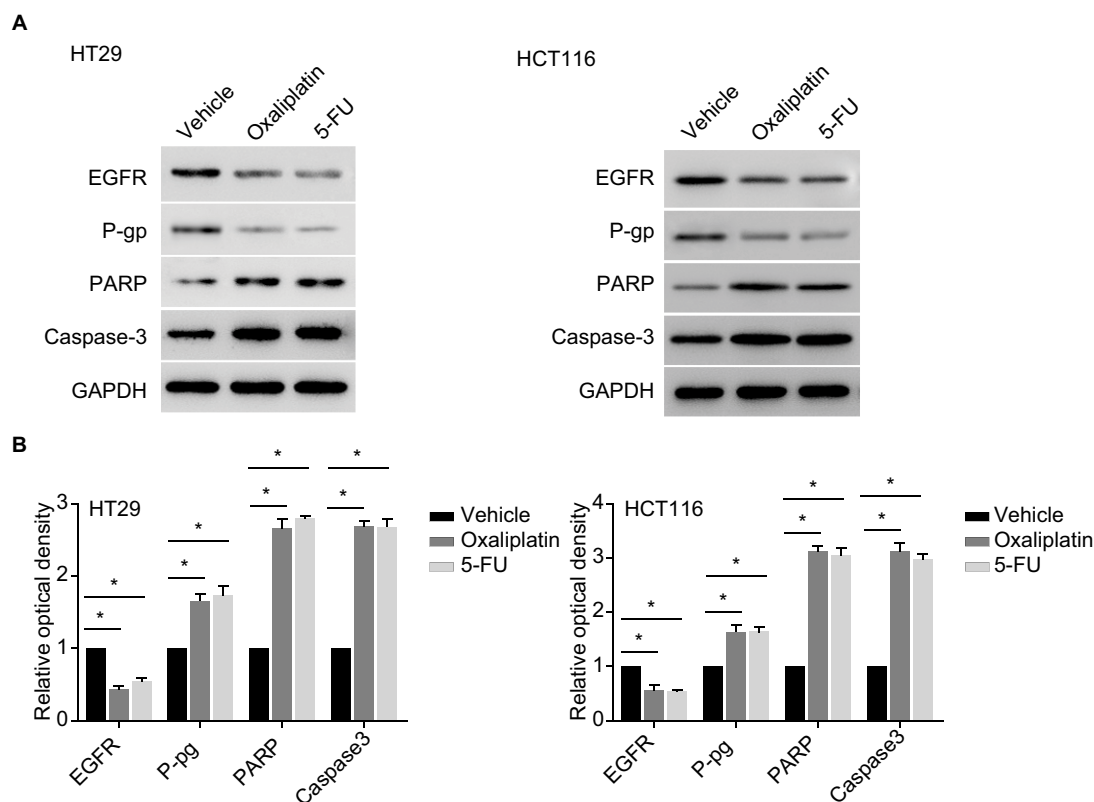 A
HT29
HCT116
Vehicle
Oxaliplatin
5-FU
Vehicle
Oxaliplatin
5-FU
EGFR
P-gp
PARP
Caspase-3
GAPDH
EGFR
P-gp
PARP
Caspase-3
GAPDH
B
Relative optical density
3
2
1
0
HT29
* * * * * * * *
Vehicle
Oxaliplatin
5-FU
EGFR
P-pg
PARP
Caspase3
Relative optical density
4
3
2
1
0
HCT116
* * * * * * * *
Vehicle
Oxaliplatin
5-FU
EGFR
P-pg
PARP
Caspase3